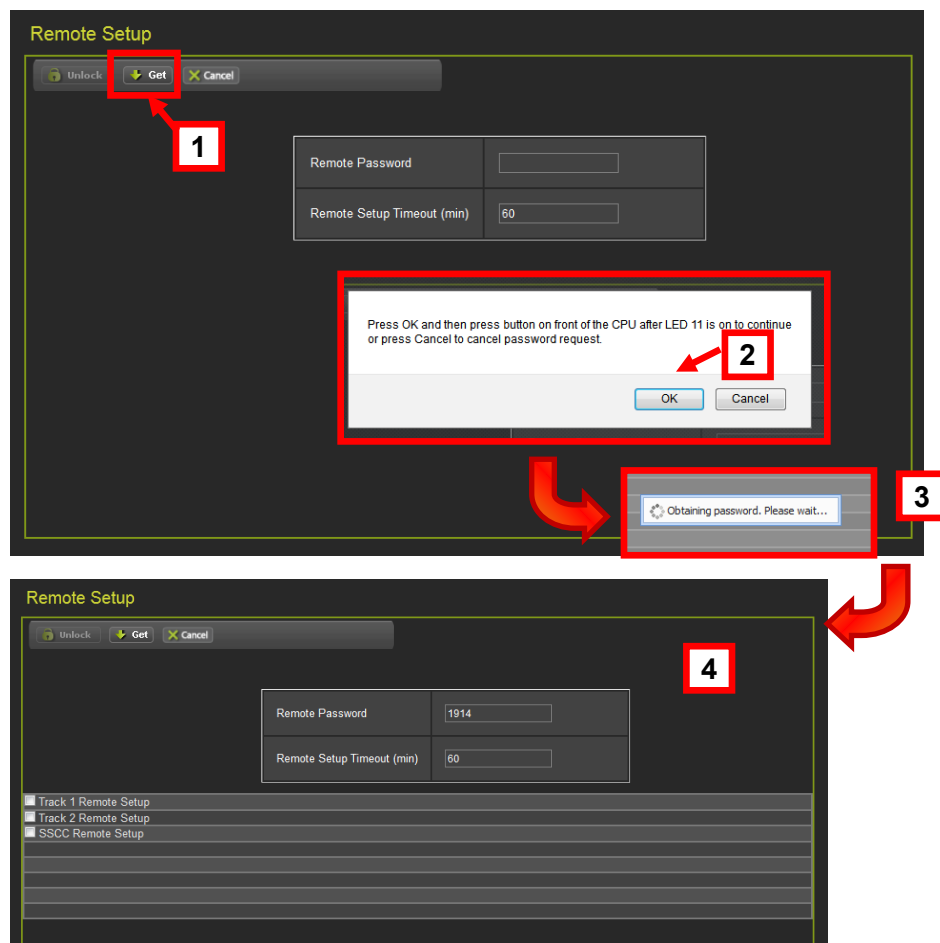 Remote Setup
Unlock Get Cancel
1
Remote Password
Remote Setup Timeout (min) 60
Press OK and then press button on front of the CPU after LED 11 is on to continue
or press Cancel to cancel password request.
2
OK Cancel
3
Obtaining password. Please wait...
Remote Setup
Unlock Get Cancel
4
Remote Password 1914
Remote Setup Timeout (min) 60
Track 1 Remote Setup
Track 2 Remote Setup
SSCC Remote Setup